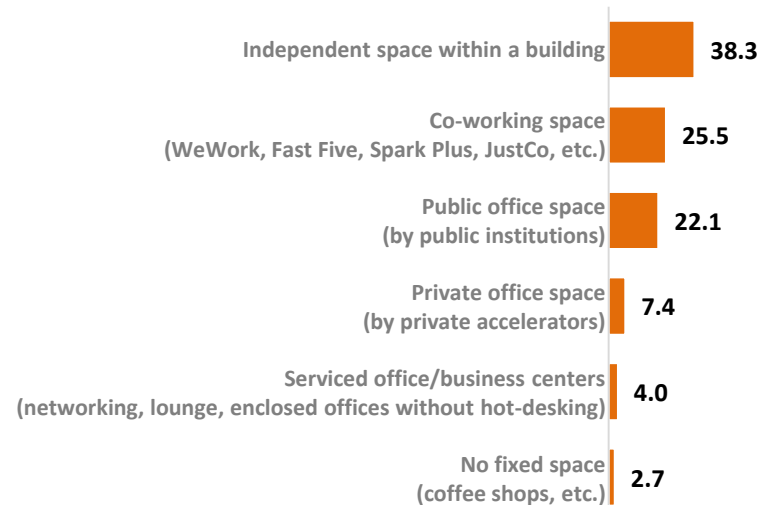 Independent space within a building
38.3
Co-working space
(WeWork, Fast Five, Spark Plus, JustCo, etc.)
25.5
Public office space
(by public institutions)
22.1
Private office space
(by private accelerators)
7.4
Serviced office/business centers
(networking, lounge, enclosed offices without hot-desking)
4.0
No fixed space
(coffee shops, etc.)
2.7